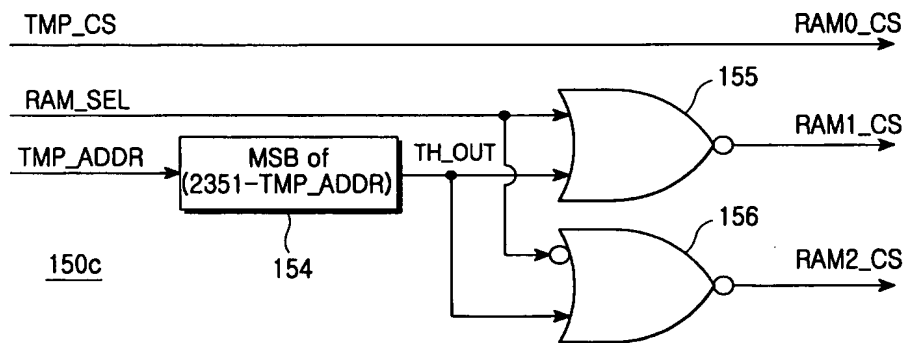 TMP_CS
RAM0_CS
RAM_SEL
155
RAM1_CS
TMP_ADDR
MSB of
(2351-TMP_ADDR)
TH_OUT
154
150c
156
RAM2_CS